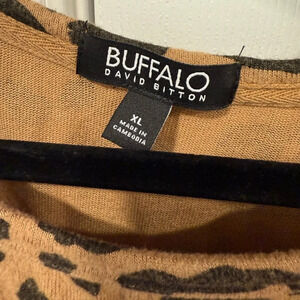 BUFFALO
DAVID BITTON
XL
MADE IN
CAMBODIA